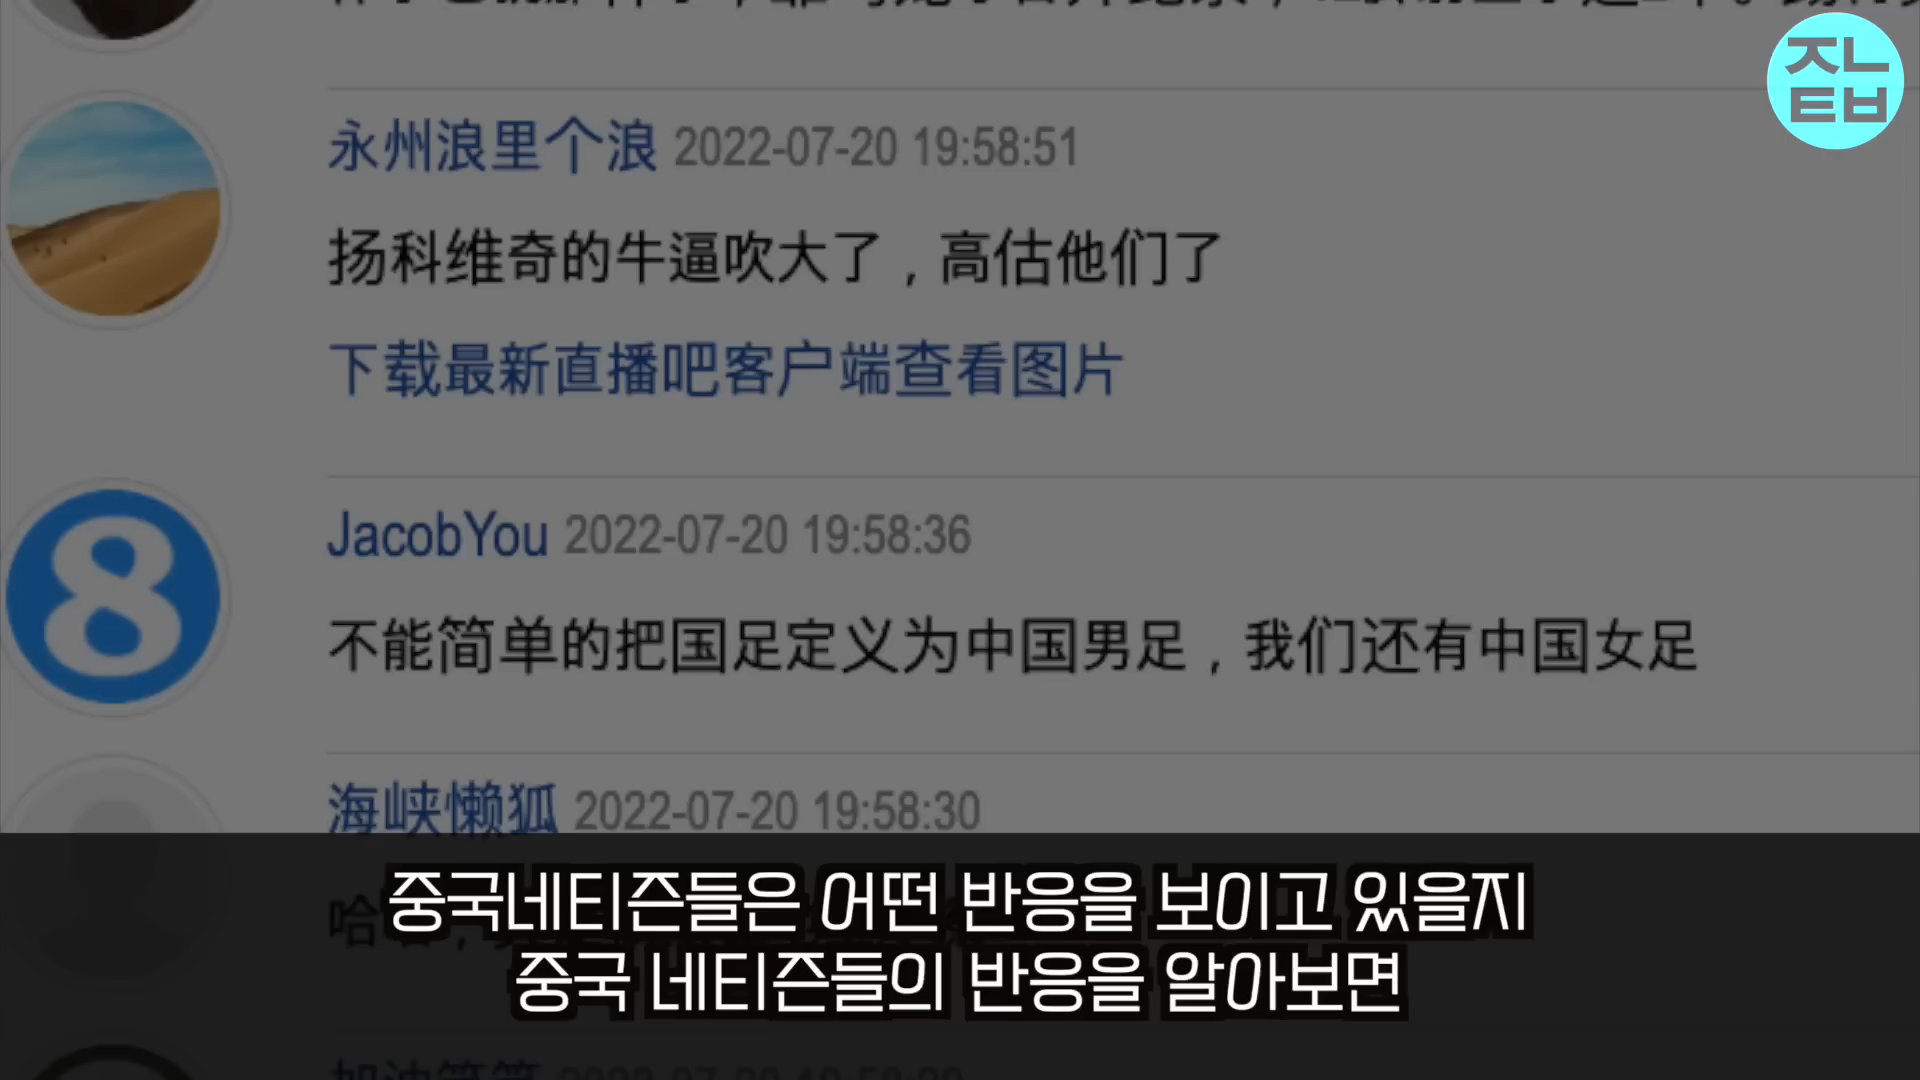 잡ㄴ
틥
永州浪里个浪 2022-07-20 19:58:51
扬科维奇的牛逼吹大了，高估他们了
下载最新直播吧客户端查看图片
8
JacobYou 2022-07-20 19:58:36
不能简单的把国足定义为中国男足，我们还有中国女足
海峡懒狐 2022-07-20 19:58:30
중국네티즌들은 어떤 반응을 보이고 있을지
중국 네티즌들의 반응을 알아보면